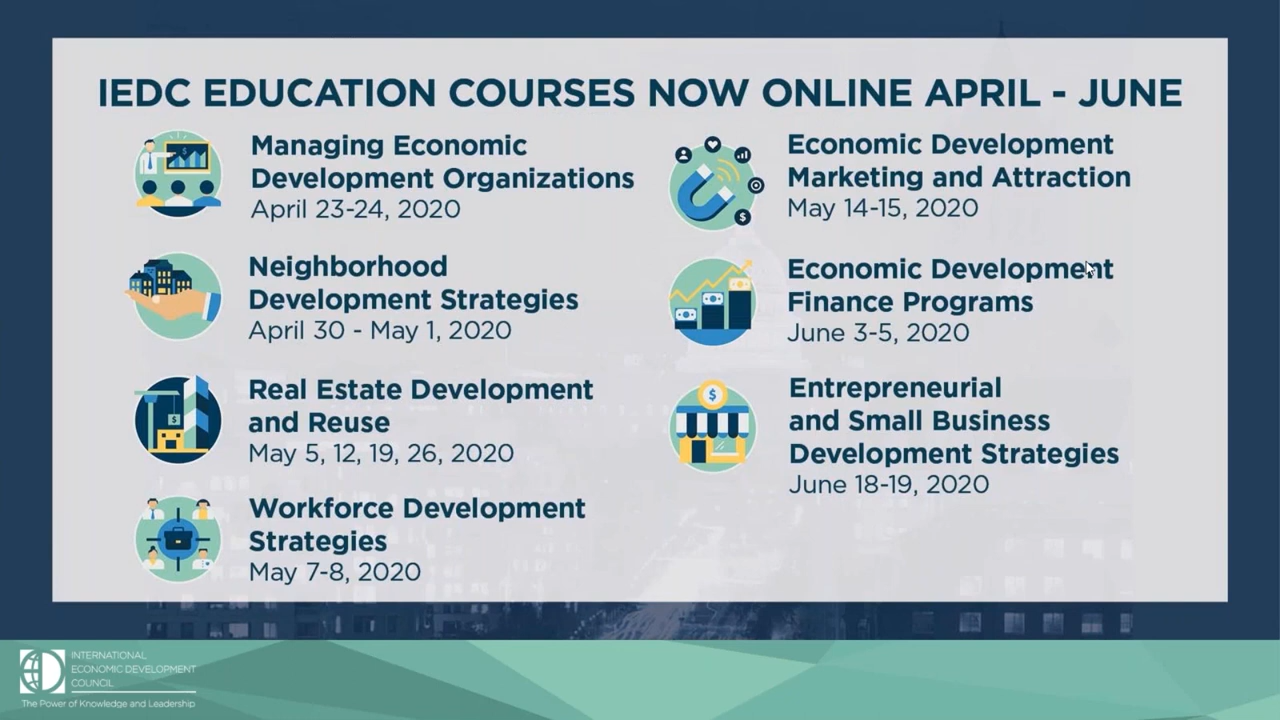 IEDC EDUCATION COURSES NOW ONLINE APRIL - JUNE
Managing Economic
Development Organizations
April 23-24, 2020
Neighborhood
Development Strategies
April 30 - May 1, 2020
Real Estate Development
and Reuse
May 5, 12, 19, 26, 2020
Workforce Development
Strategies
May 7-8, 2020
Economic Development
Marketing and Attraction
May 14-15, 2020
Economic Development
Finance Programs
June 3-5, 2020
Entrepreneurial
and Small Business
Development Strategies
June 18-19, 2020
INTERNATIONAL
ECONOMIC DEVELOPMENT
COUNCIL
The Power of Knowledge and Leadership